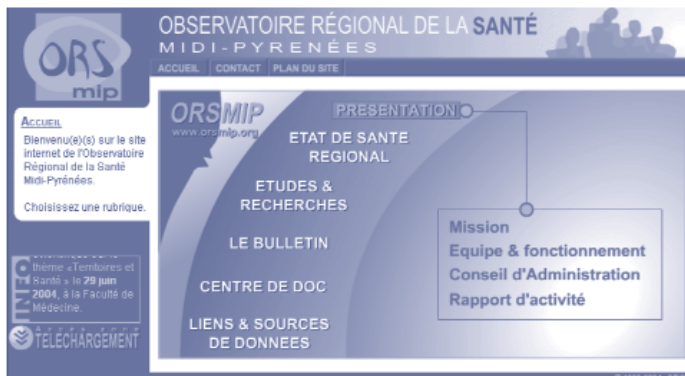 ORS
mip
OBSERVATOIRE RÉGIONAL DE LA SANTÉ
MIDI-PYRENÉES
ACCUEIL CONTACT PLAN DU SITE
ACCUEIL
Bienvenu(e)(s) sur le site
internet de l'Observatoire
Régional de la Santé
Midi-Pyrénées.
Choisissez une rubrique.
INFO
thème «Territoires et
Santé » le 29 juin
2004, à la Faculté de
Médecine.
TELECHARGEMENT
ORSMIP
www.orsmip.org
PRESENTATION
ETAT DE SANTE
REGIONAL
ETUDES &
RECHERCHES
LE BULLETIN
CENTRE DE DOC
LIENS & SOURCES
DE DONNEES
Mission
Equipe & fonctionnement
Conseil d'Administration
Rapport d'activité